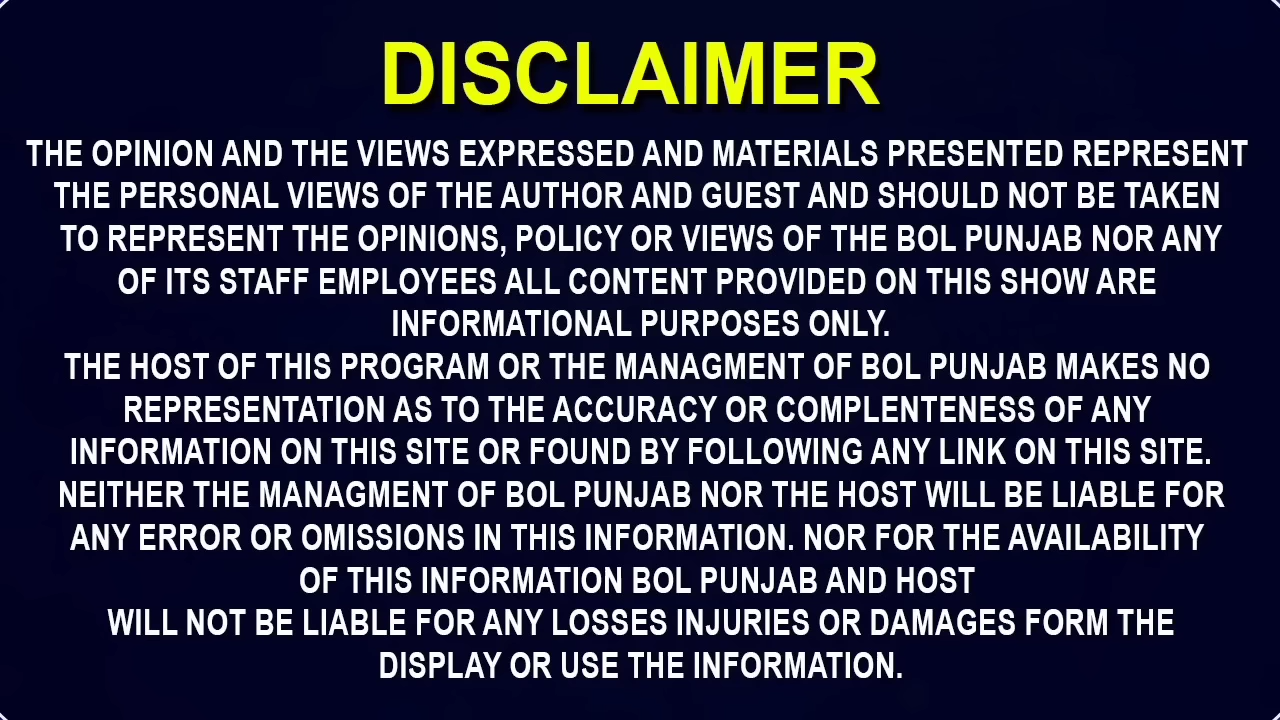 DISCLAIMER
THE OPINION AND THE VIEWS EXPRESSED AND MATERIALS PRESENTED REPRESENT
THE PERSONAL VIEWS OF THE AUTHOR AND GUEST AND SHOULD NOT BE TAKEN
TO REPRESENT THE OPINIONS, POLICY OR VIEWS OF THE BOL PUNJAB NOR ANY
OF ITS STAFF EMPLOYEES ALL CONTENT PROVIDED ON THIS SHOW ARE
INFORMATIONAL PURPOSES ONLY.
THE HOST OF THIS PROGRAM OR THE MANAGMENT OF BOL PUNJAB MAKES NO
REPRESENTATION AS TO THE ACCURACY OR COMPLENTENESS OF ANY
INFORMATION ON THIS SITE OR FOUND BY FOLLOWING ANY LINK ON THIS SITE.
NEITHER THE MANAGMENT OF BOL PUNJAB NOR THE HOST WILL BE LIABLE FOR
ANY ERROR OR OMISSIONS IN THIS INFORMATION. NOR FOR THE AVAILABILITY
OF THIS INFORMATION BOL PUNJAB AND HOST
WILL NOT BE LIABLE FOR ANY LOSSES INJURIES OR DAMAGES FORM THE
DISPLAY OR USE THE INFORMATION.